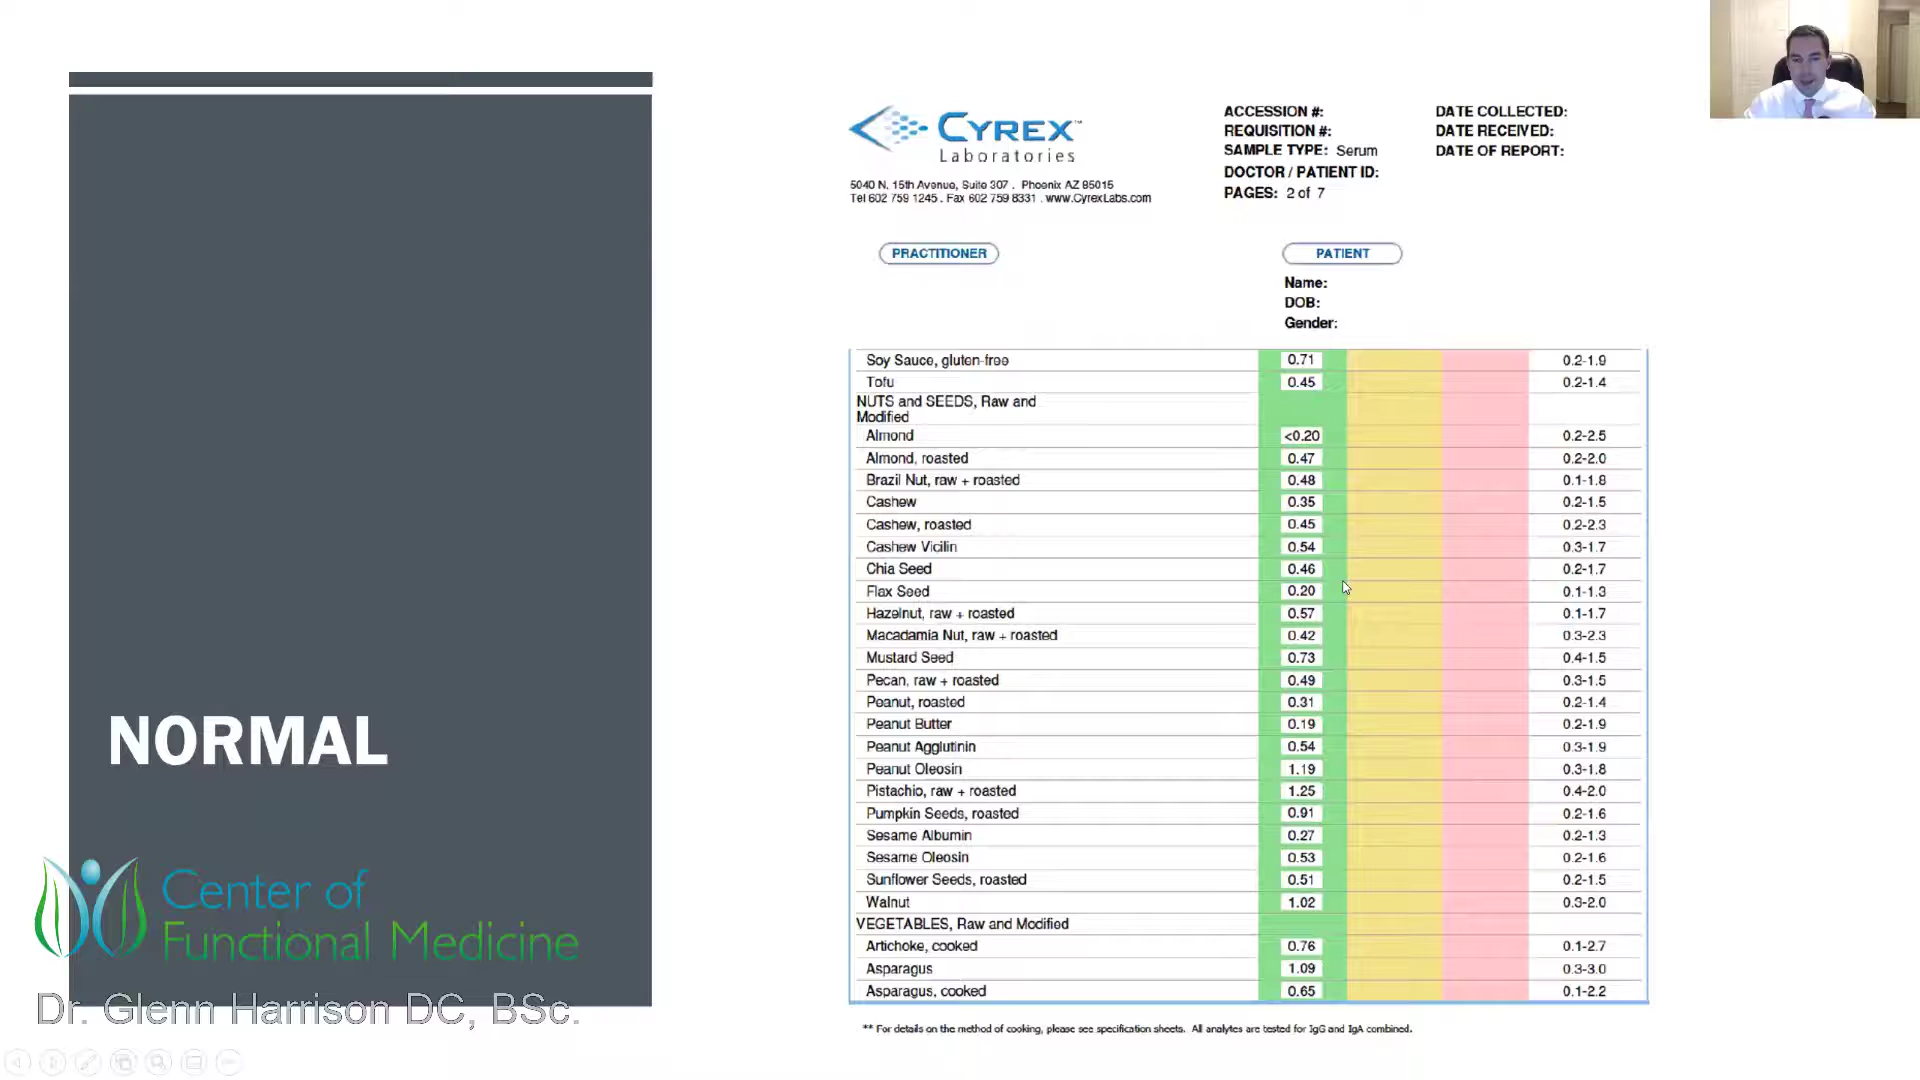 CYREX™
Laboratories
5040 N. 15th Avenue, Suite 307 . Phoenix AZ 85015
Tel 602 759 1245 . Fax 602 759 8331 . www.CyrexLabs.com
ACCESSION #:
REQUISITION #:
SAMPLE TYPE: Serum
DOCTOR / PATIENT ID:
PAGES: 2 of 7
DATE COLLECTED:
DATE RECEIVED:
DATE OF REPORT:
PRACTITIONER
PATIENT
Name:
DOB:
Gender:
Soy Sauce, gluten-free 0.71 0.2-1.9
Tofu 0.45 0.2-1.4
NUTS and SEEDS, Raw and
Modified
Almond <0.20 0.2-2.5
Almond, roasted 0.47 0.2-2.0
Brazil Nut, raw + roasted 0.48 0.1-1.8
Cashew 0.35 0.2-1.5
Cashew, roasted 0.45 0.2-2.3
Cashew Vicilin 0.54 0.3-1.7
Chia Seed 0.46 0.2-1.7
Flax Seed 0.20 0.1-1.3
Hazelnut, raw + roasted 0.57 0.1-1.7
Macadamia Nut, raw + roasted 0.42 0.3-2.3
Mustard Seed 0.73 0.4-1.5
Pecan, raw + roasted 0.49 0.3-1.5
Peanut, roasted 0.31 0.2-1.4
Peanut Butter 0.19 0.2-1.9
Peanut Agglutinin 0.54 0.3-1.9
Peanut Oleosin 1.19 0.3-1.8
Pistachio, raw + roasted 1.25 0.4-2.0
Pumpkin Seeds, roasted 0.91 0.2-1.6
Sesame Albumin 0.27 0.2-1.3
Sesame Oleosin 0.53 0.2-1.6
Sunflower Seeds, roasted 0.51 0.2-1.5
Walnut 1.02 0.3-2.0
VEGETABLES, Raw and Modified
Artichoke, cooked 0.76 0.1-2.7
Asparagus 1.09 0.3-3.0
Asparagus, cooked 0.65 0.1-2.2
** For details on the method of cooking, please see specification sheets. All analytes are tested for IgG and IgA combined.
NORMAL
Center of
Functional Medicine
Dr. Glenn Harrison DC, BSc.